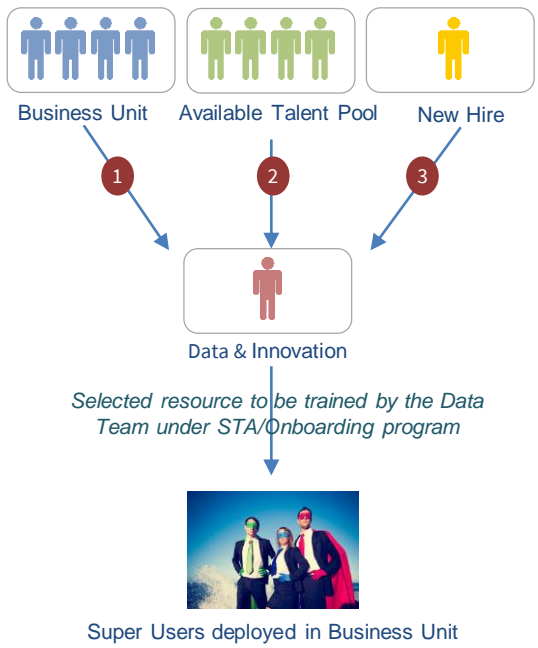 Business Unit
Available Talent Pool
New Hire
1
2
3
Data & Innovation
Selected resource to be trained by the Data
Team under STA/Onboarding program
Super Users deployed in Business Unit